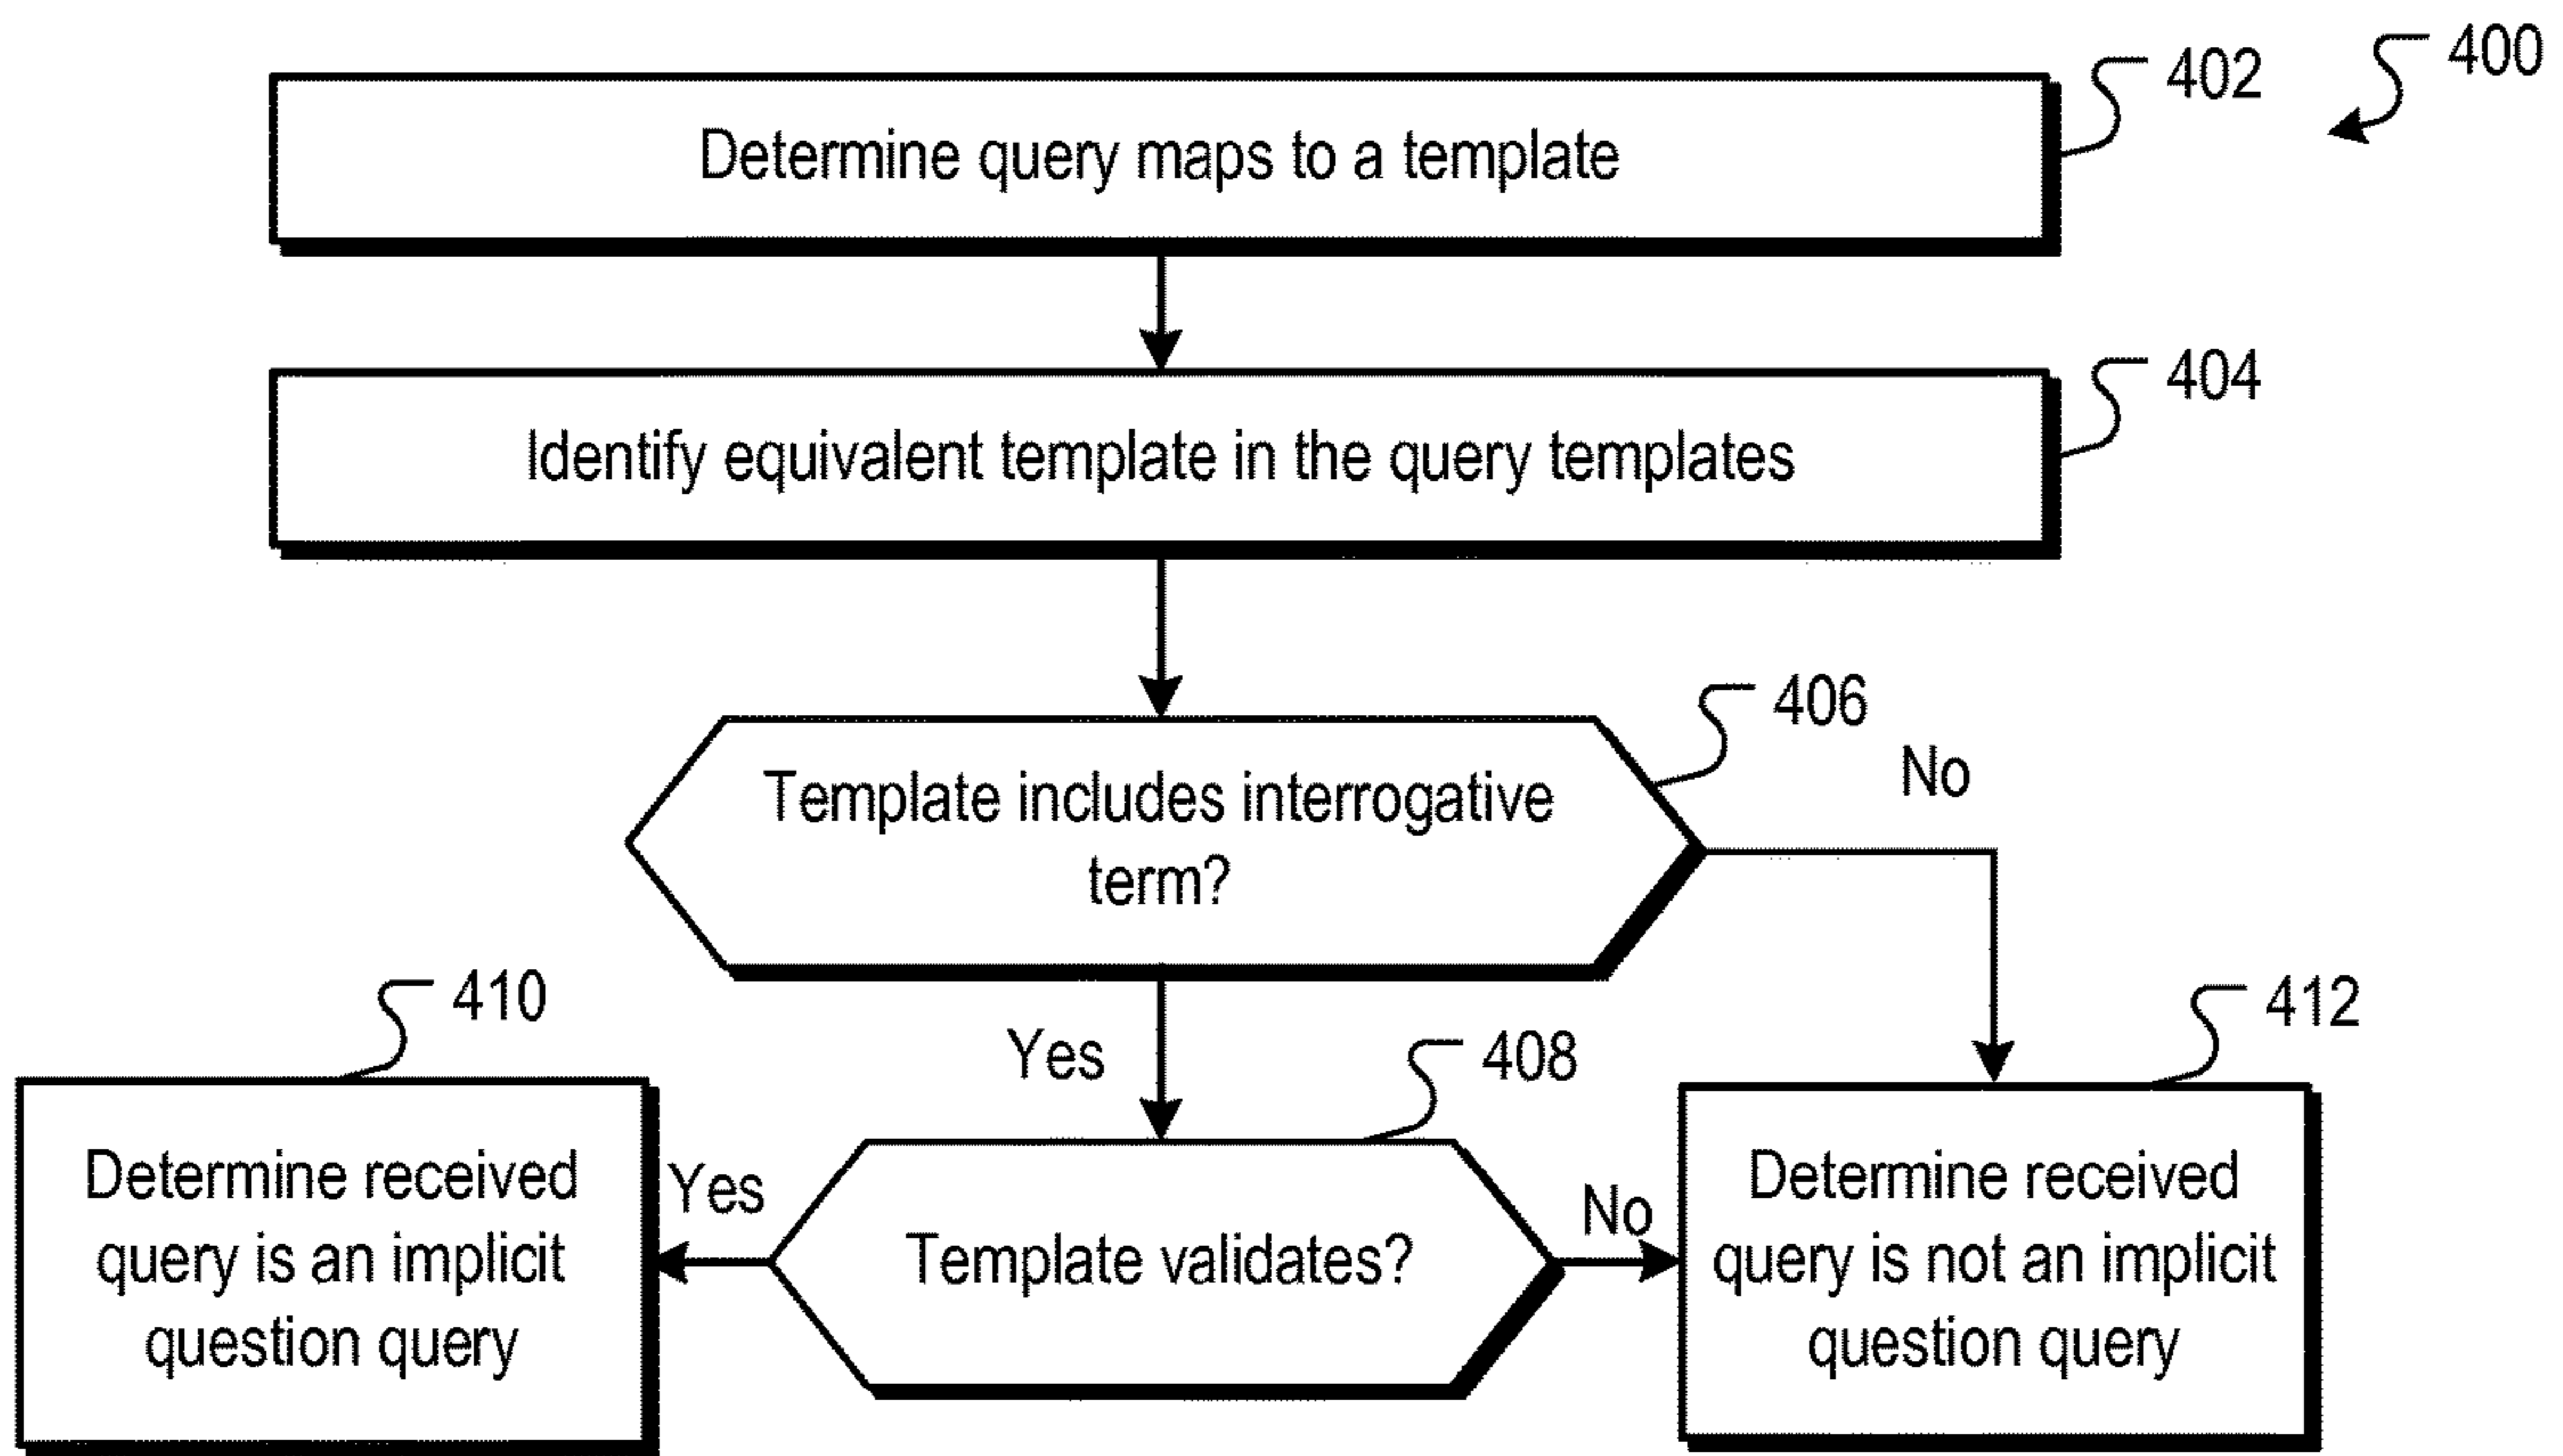 400
402
Determine query maps to a template
404
Identify equivalent template in the query templates
406
Template includes interrogative
term?
No
Yes
410
408
412
Determine received
query is an implicit
question query
Yes
Template validates?
No
Determine received
query is not an implicit
question query